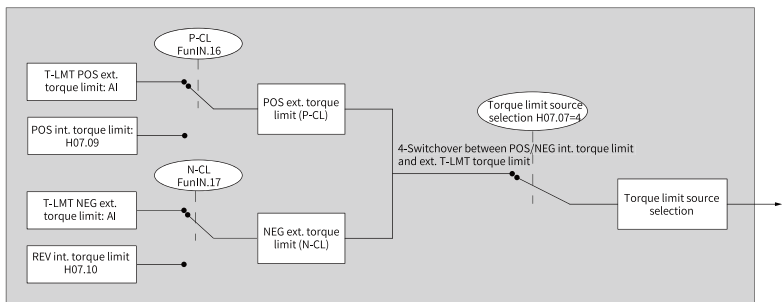 P-CL
FunIN.16
T-LMT POS ext.
torque limit: AI
POS int. torque limit:
H07.09
POS ext. torque
limit (P-CL)
N-CL
FunIN.17
T-LMT NEG ext.
torque limit: AI
REV int. torque limit
H07.10
NEG ext. torque
limit (N-CL)
Torque limit source
selection H07.07=4
4-Switchover between POS/NEG int. torque limit
and ext. T-LMT torque limit
Torque limit source
selection